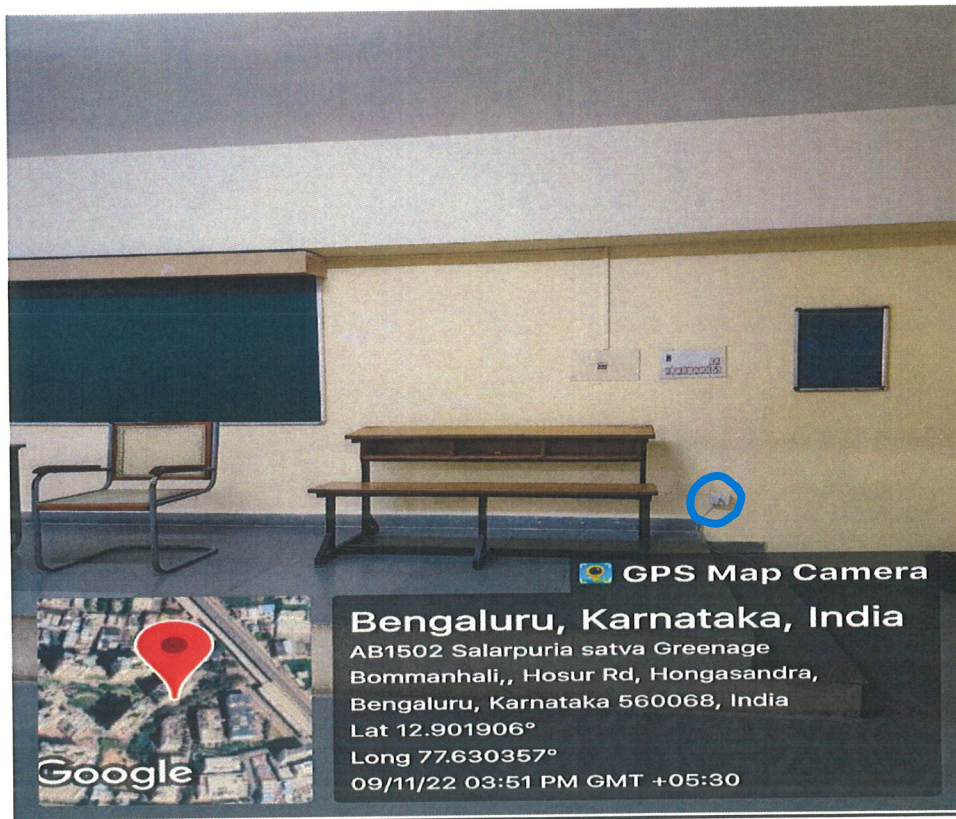 GPS Map Camera
Bengaluru, Karnataka, India
AB1502 Salarpuria satva Greenage
Bommanhali,, Hosur Rd, Hongasandra,
Bengaluru, Karnataka 560068, India
Lat 12.901906°
Long 77.630357°
09/11/22 03:51 PM GMT +05:30
Google